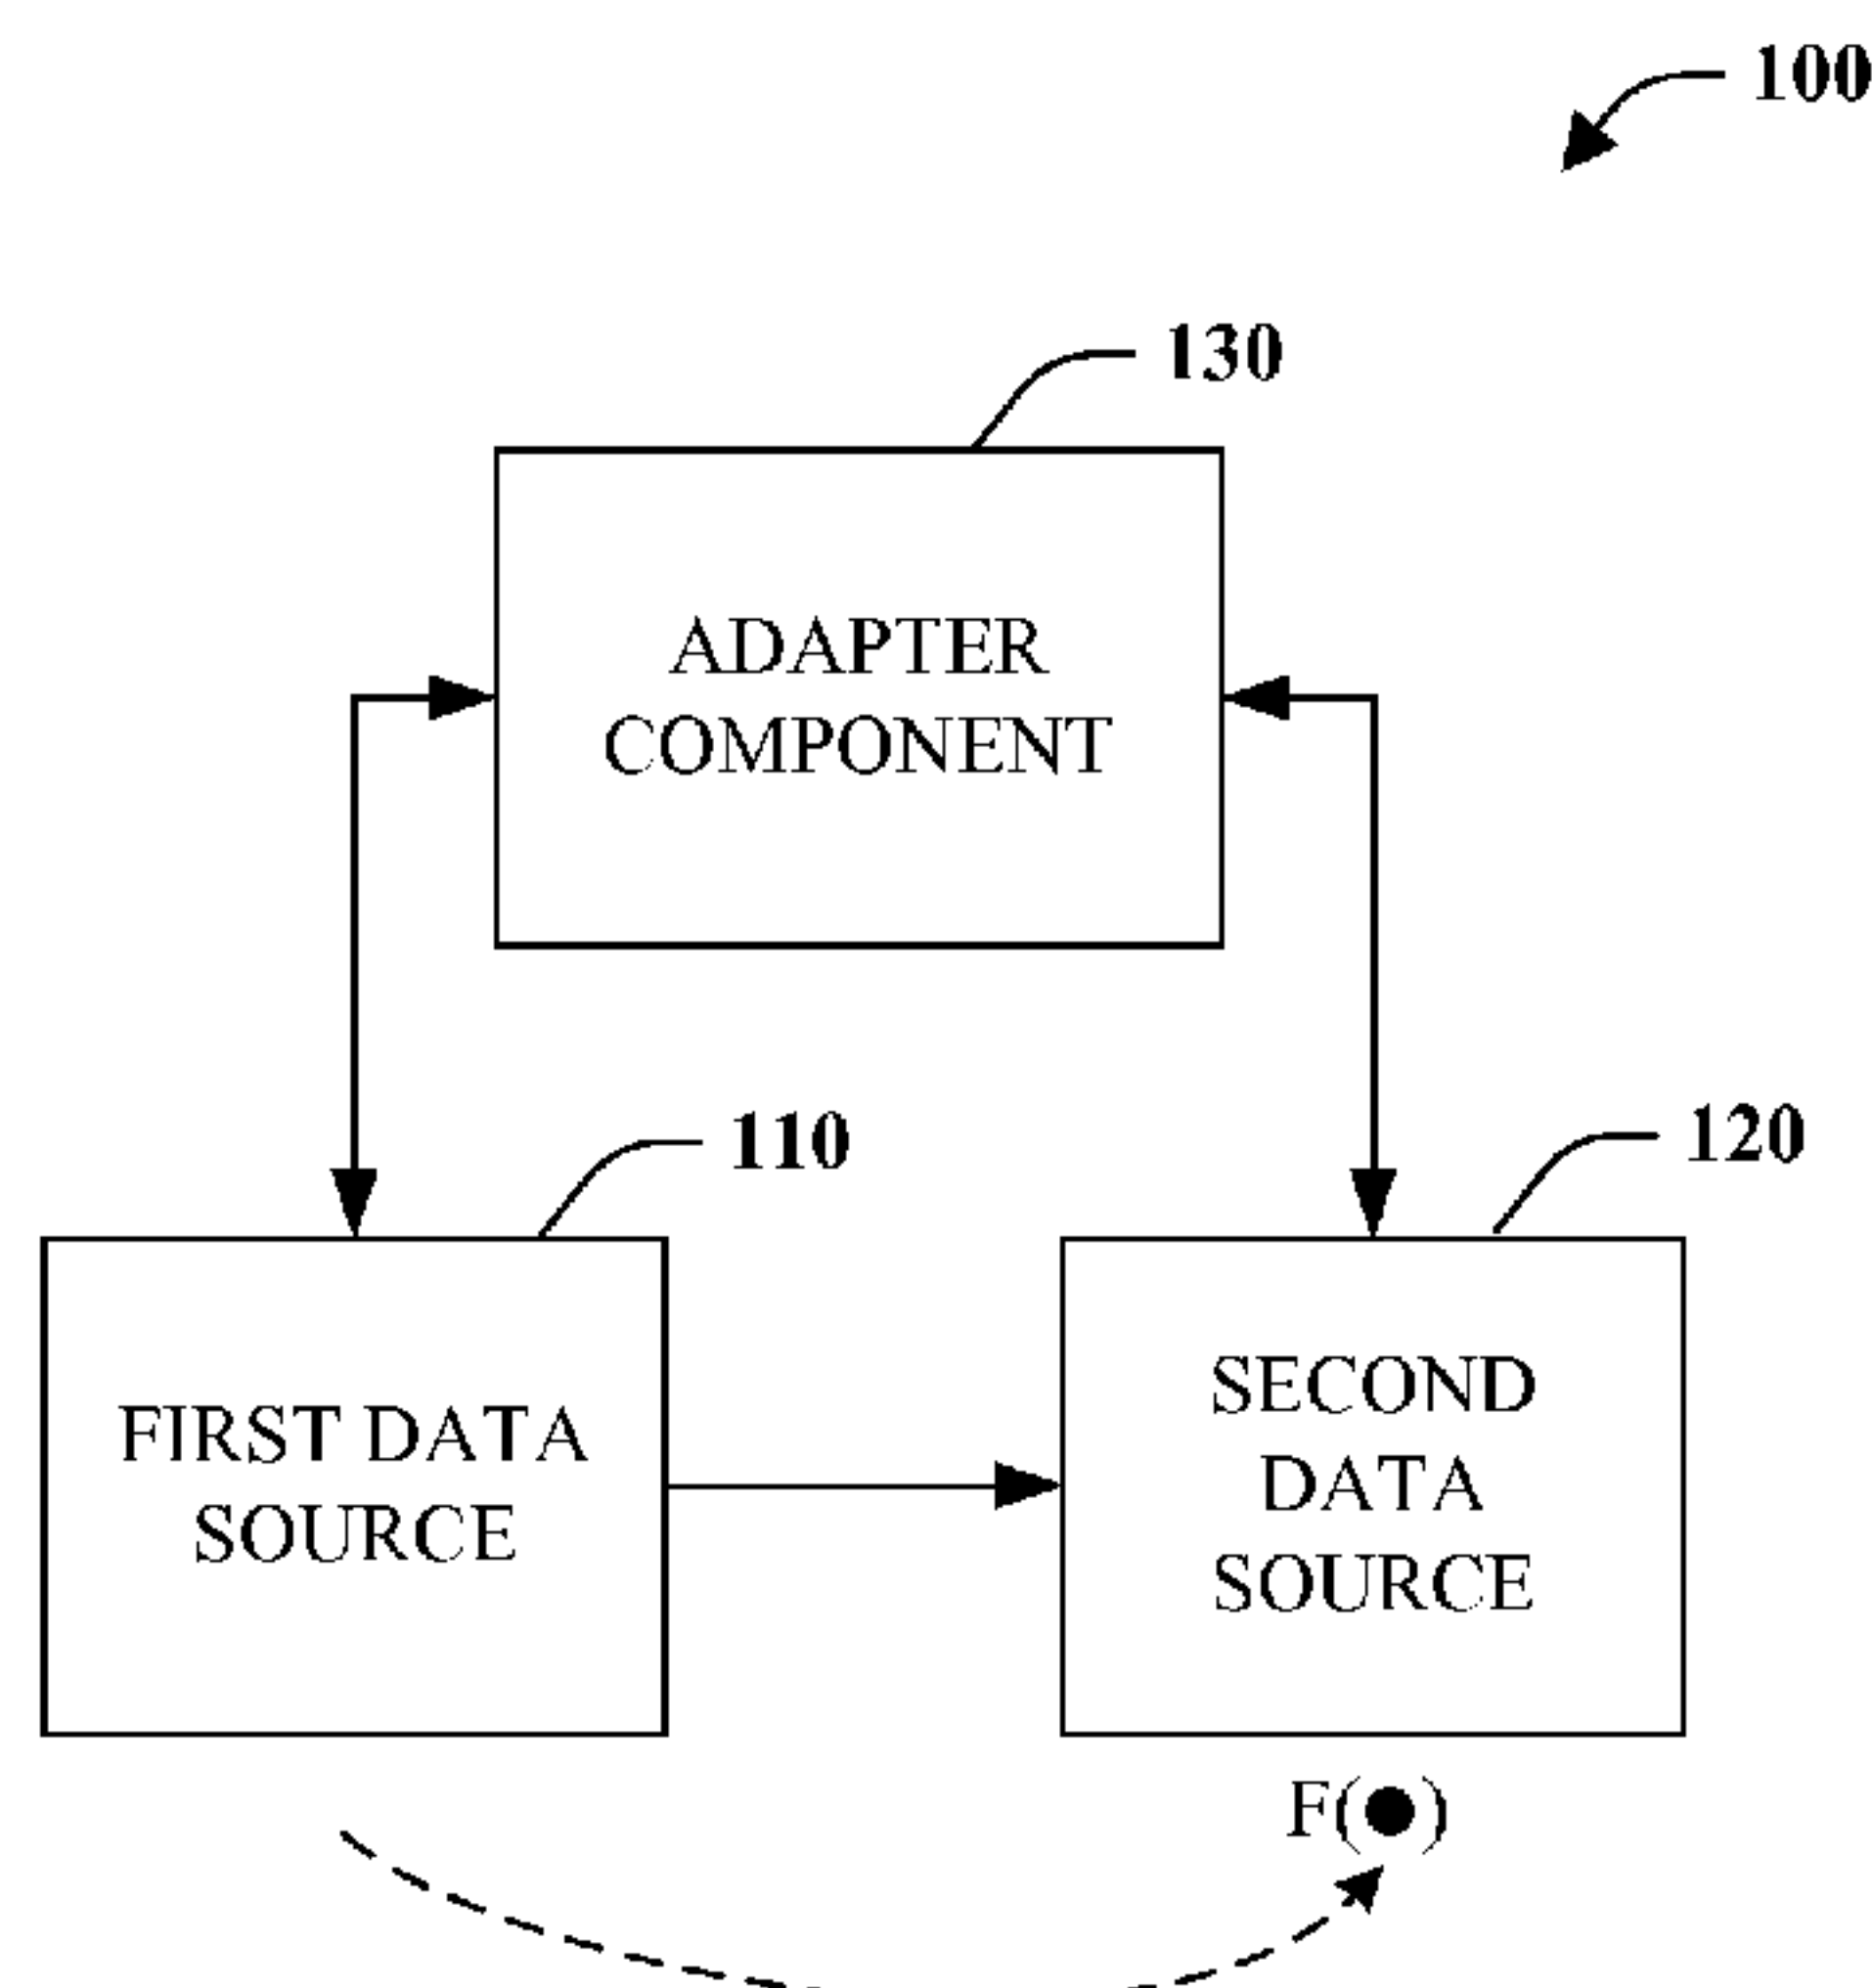 100
130
ADAPTER
COMPONENT
110
120
FIRST DATA
SOURCE
SECOND
DATA
SOURCE
F(●)